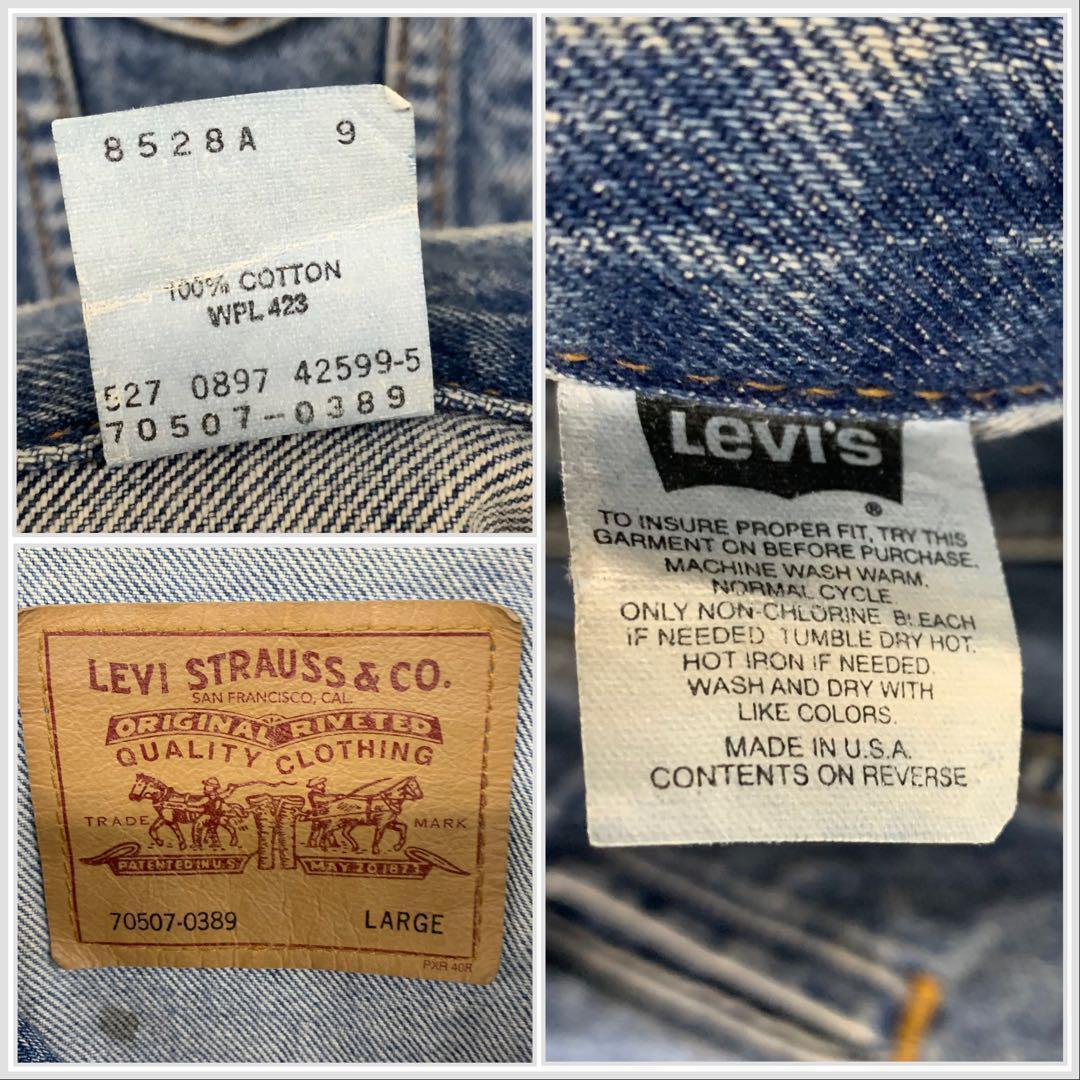 8528A 9
100% COTTON
WPL 423
527 0897 42599-5
70507-0389
LEVI STRAUSS & CO.
SAN FRANCISCO, CAL.
ORIGINAL RIVETED
QUALITY CLOTHING
TRADE MARK
PATENTED IN U.S. MAY 20 1873
70507-0389 LARGE
PXR 40R
LEVI'S
®
TO INSURE PROPER FIT, TRY THIS
GARMENT ON BEFORE PURCHASE.
MACHINE WASH WARM.
NORMAL CYCLE
ONLY NON-CHLORINE BLEACH
IF NEEDED. TUMBLE DRY HOT.
HOT IRON IF NEEDED.
WASH AND DRY WITH
LIKE COLORS.
MADE IN U.S.A.
CONTENTS ON REVERSE